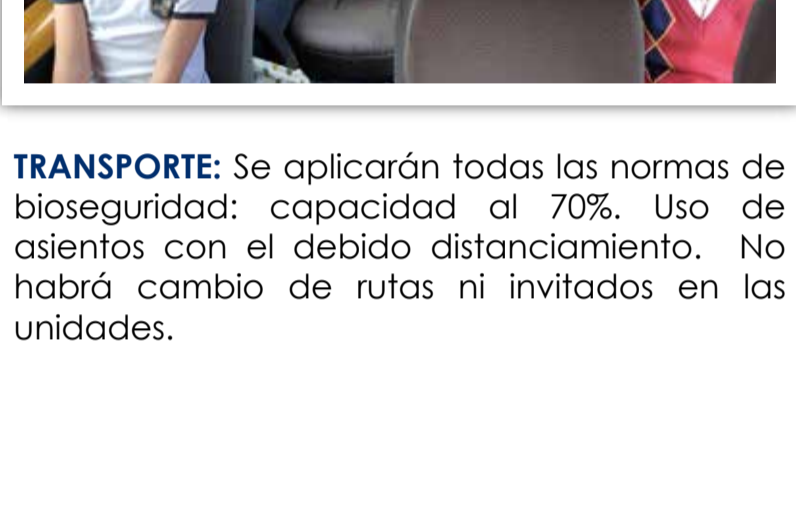 TRANSPORTE: Se aplicarán todas las normas de
bioseguridad: capacidad al 70%. Uso de
asientos con el debido distanciamiento. No
habrá cambio de rutas ni invitados en las
unidades.